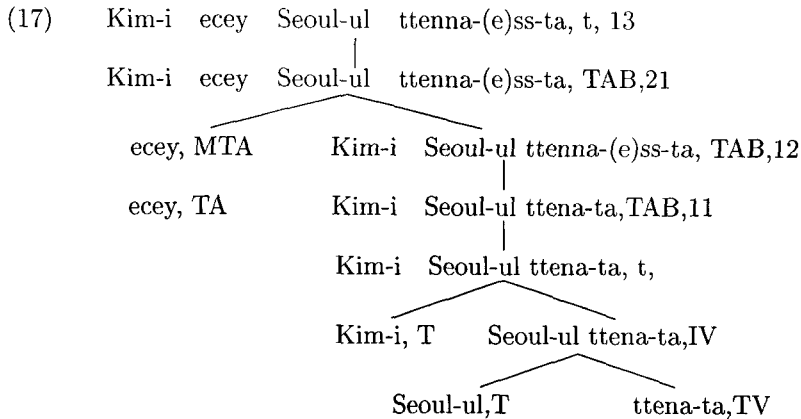 (17) Kim-i ecey Seoul-ul ttenna-(e)ss-ta, t, 13
Kim-i ecey Seoul-ul ttenna-(e)ss-ta, TAB,21
ecey, MTA Kim-i Seoul-ul ttenna-(e)ss-ta, TAB,12
ecey, TA Kim-i Seoul-ul ttena-ta,TAB,11
Kim-i Seoul-ul ttena-ta, t,
Kim-i, T Seoul-ul ttena-ta,IV
Seoul-ul,T ttena-ta,TV